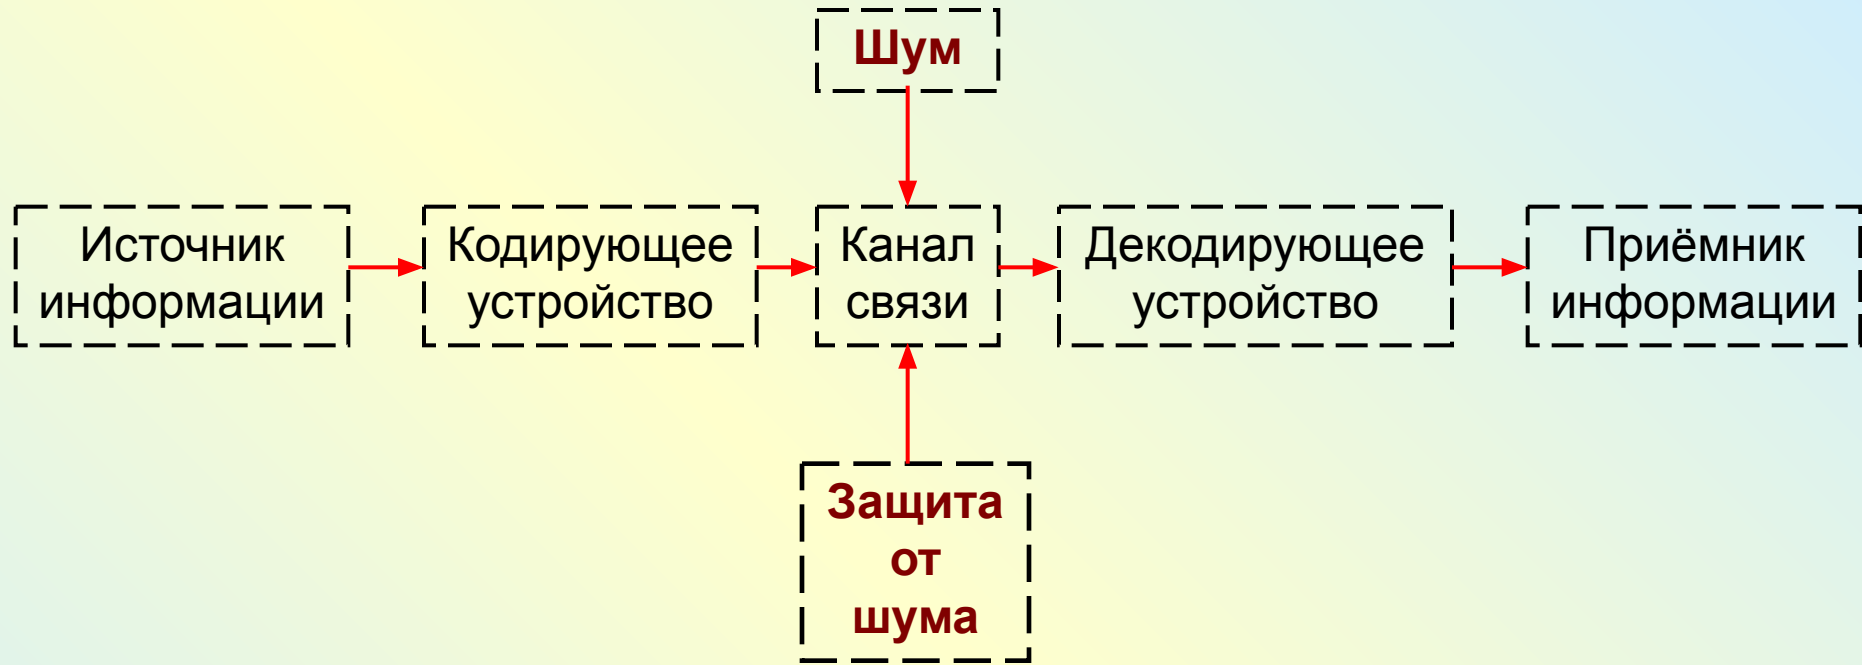 Шум
Источник
информации
Кодирующее
устройство
Канал
связи
Декодирующее
устройство
Приёмник
информации
Защита
от
шума